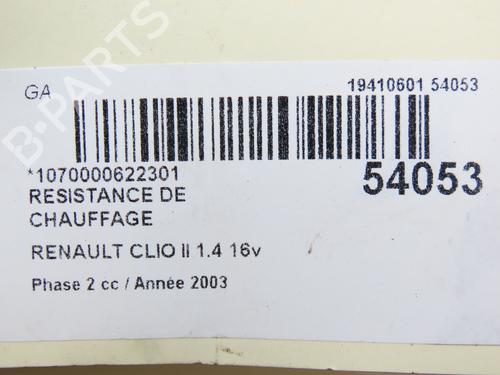 GA
19410601 54053
*1070000622301
54053
RESISTANCE DE
CHAUFFAGE
RENAULT CLIO II 1.4 16v
Phase 2 cc / Année 2003
B-PARTS